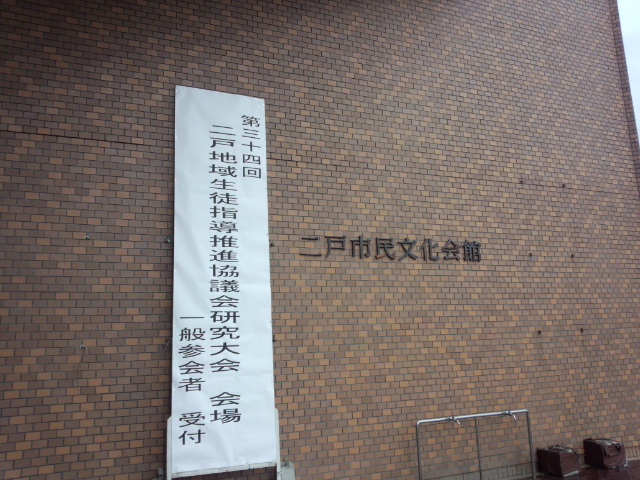 第三十四回
二戸地域生徒指導推進協議会研究大会　会場
一般参会者　受付
二戸市民文化会館